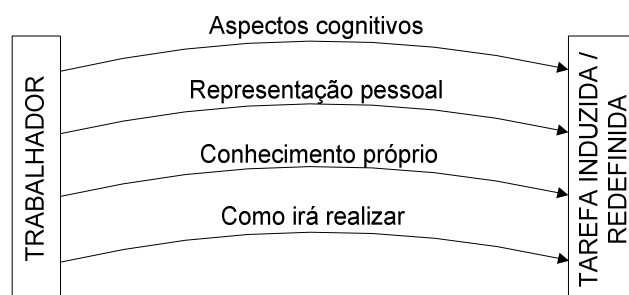 TRABALHADOR
Aspectos cognitivos
Representação pessoal
Conhecimento próprio
Como irá realizar
TAREFA INDUZIDA /
REDEFINIDA